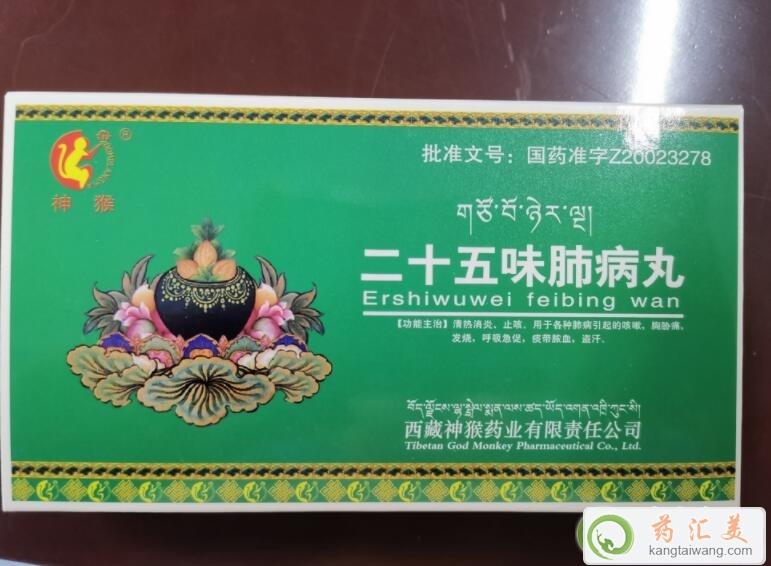 神猴®
批准文号：国药准字Z20023278
གཙོ་བོ་ཉེར་ལྔ།
二十五味肺病丸
Ershiwuwei feibing wan
【功能主治】清热消炎、止咳。用于各种肺病引起的咳嗽，胸胁痛，
发烧，呼吸急促，痰带脓血，盗汗。
西藏神猴药业有限责任公司
Tibetan God Monkey Pharmaceutical Co., Ltd.
药汇美
kangtaiwang.com